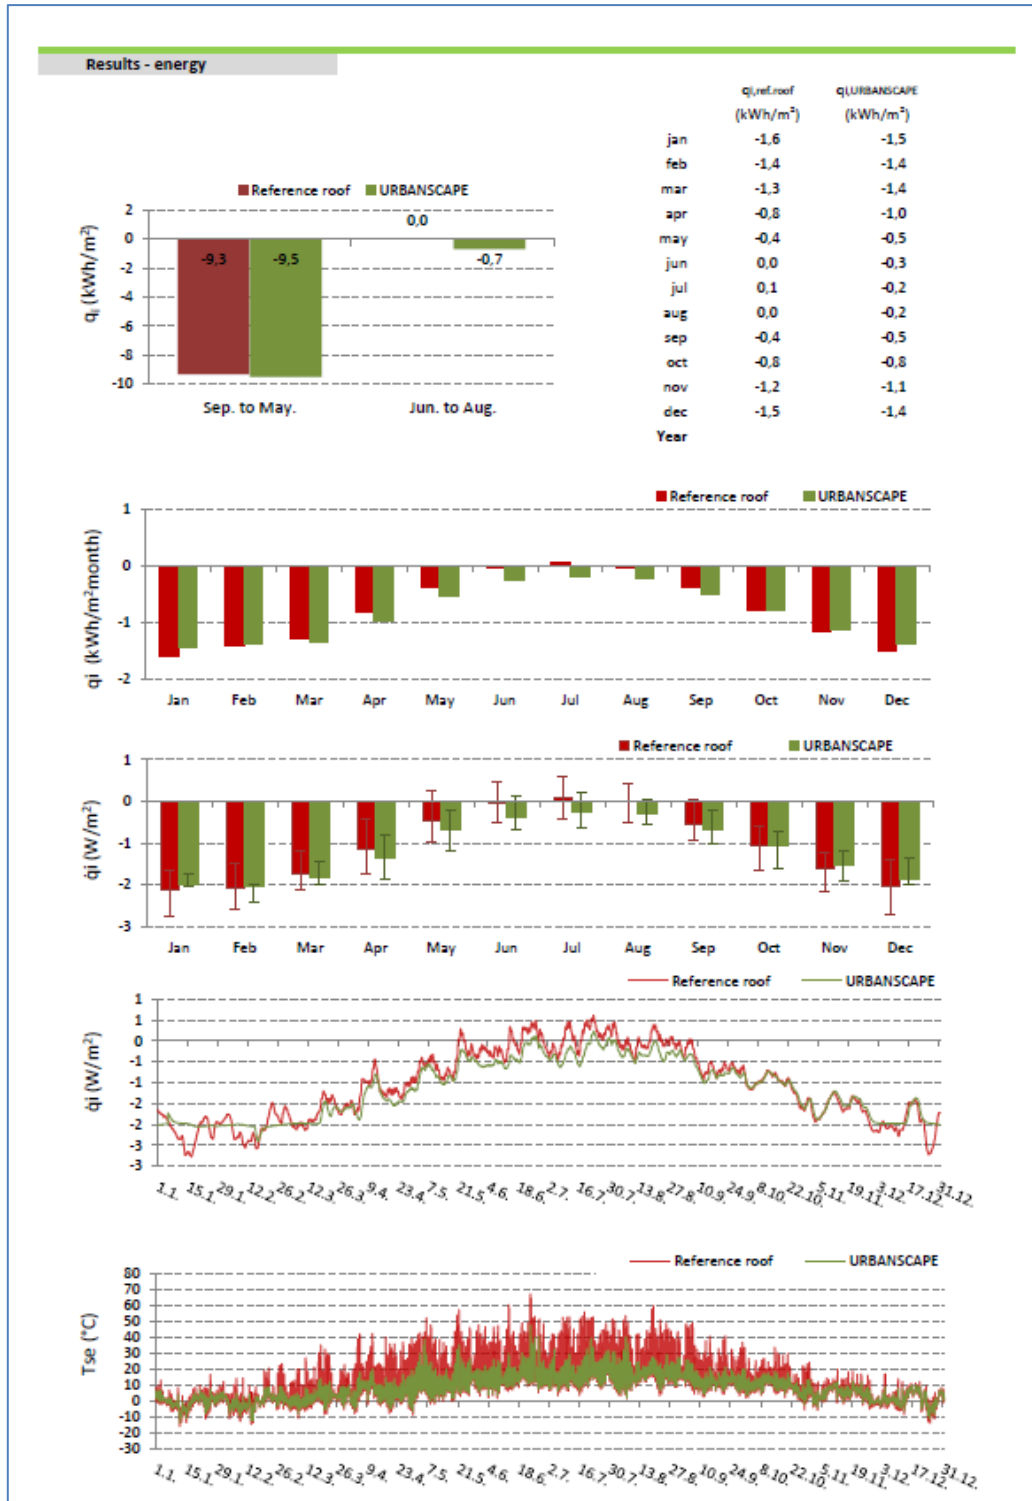 Results - energy
qi,ref.roof qi,URBANSCAPE
(kWh/m²) (kWh/m²)
jan -1,6 -1,5
feb -1,4 -1,4
mar -1,3 -1,4
apr -0,8 -1,0
may -0,4 -0,5
jun 0,0 -0,3
jul 0,1 -0,2
aug 0,0 -0,2
sep -0,4 -0,5
oct -0,8 -0,8
nov -1,2 -1,1
dec -1,5 -1,4
Year
Reference roof URBANSCAPE
qi (kWh/m²)
2
0
-2
-4
-6
-8
-10
-9,3 -9,5 0,0 -0,7
Sep. to May. Jun. to Aug.
Reference roof URBANSCAPE
qi (kWh/m²month)
1
0
-1
-2
Jan Feb Mar Apr May Jun Jul Aug Sep Oct Nov Dec
Reference roof URBANSCAPE
q̇i (W/m²)
1
0
-1
-2
-3
Jan Feb Mar Apr May Jun Jul Aug Sep Oct Nov Dec
Reference roof URBANSCAPE
q̇i (W/m²)
1
1
0
-1
-1
-2
-2
-3
-3
1.1. 15.1. 29.1. 12.2. 26.2. 12.3. 26.3. 9.4. 23.4. 7.5. 21.5. 4.6. 18.6. 2.7. 16.7. 30.7. 13.8. 27.8. 10.9. 24.9. 8.10. 22.10. 5.11. 19.11. 3.12. 17.12. 31.12.
Reference roof URBANSCAPE
Tse (°C)
80
70
60
50
40
30
20
10
0
-10
-20
-30
1.1. 15.1. 29.1. 12.2. 26.2. 12.3. 26.3. 9.4. 23.4. 7.5. 21.5. 4.6. 18.6. 2.7. 16.7. 30.7. 13.8. 27.8. 10.9. 24.9. 8.10. 22.10. 5.11. 19.11. 3.12. 17.12. 31.12.